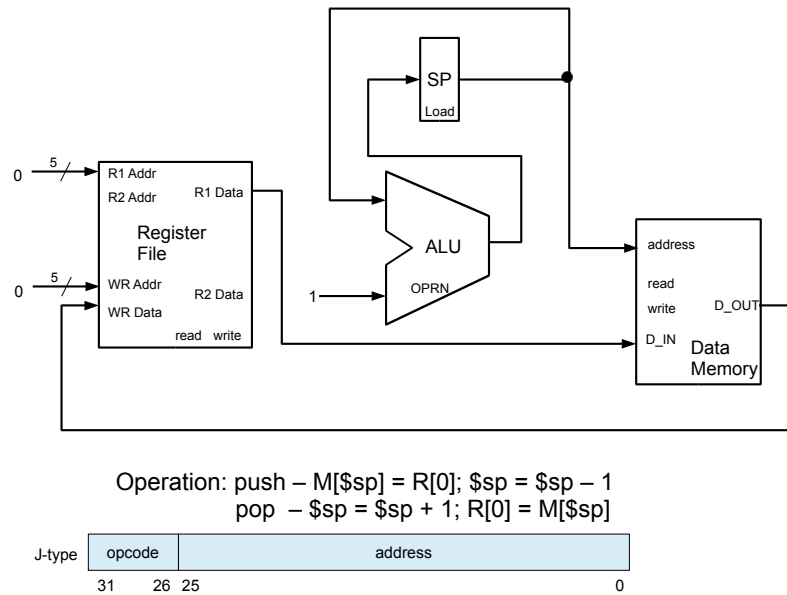 SP
Load
5
0
R1 Addr
R2 Addr
R1 Data
Register
File
ALU
address
5
0
WR Addr
R2 Data
1
OPRN
read
write
D_OUT
WR Data
read write
D_IN
Data
Memory
Operation: push – M[$sp] = R[0]; $sp = $sp – 1
pop – $sp = $sp + 1; R[0] = M[$sp]
J-type opcode address
31 26 25 0